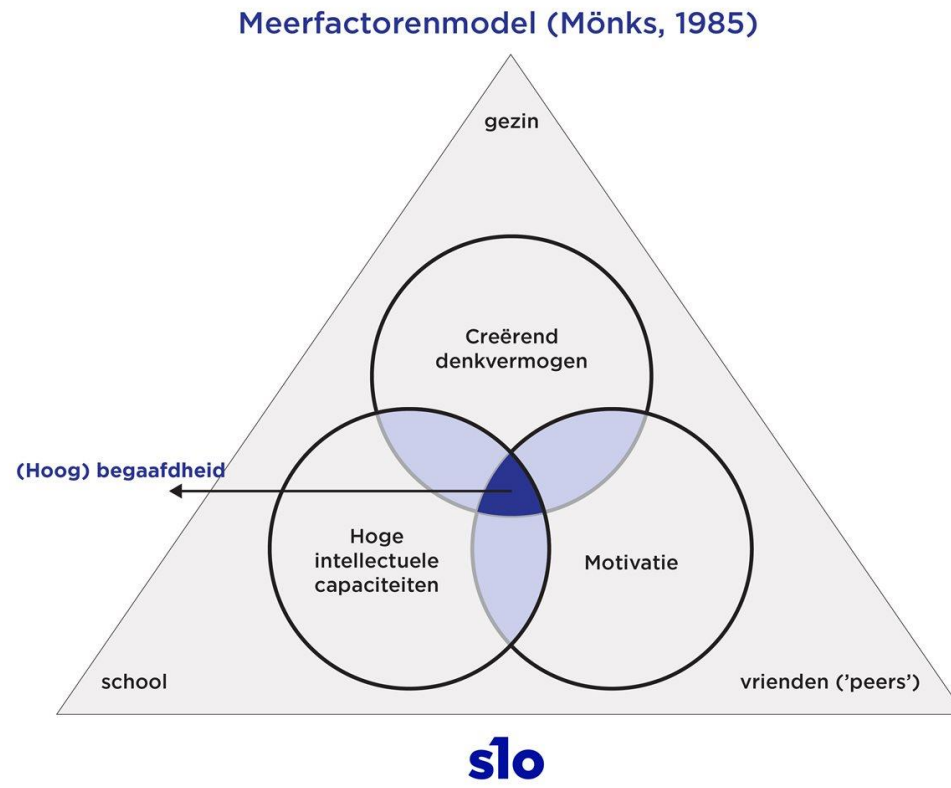 Meerfactorenmodel (Mönks, 1985)
gezin
Creërend
denkvermogen
(Hoog) begaafdheid
Hoge
intellectuele
capaciteiten
Motivatie
school
vrienden ('peers')
slo